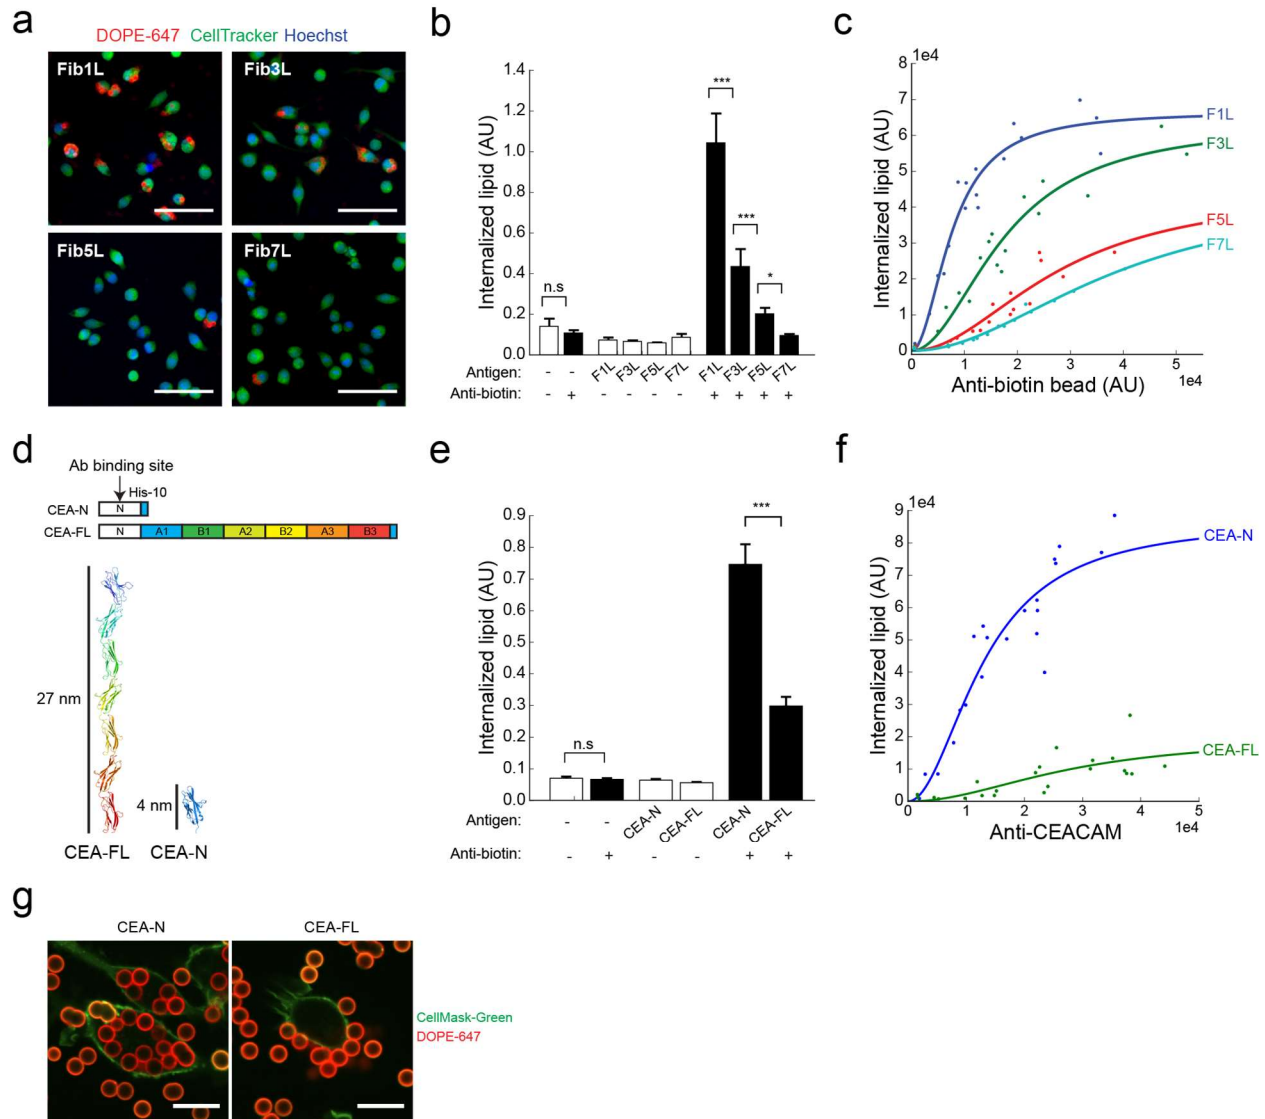 a
DOPE-647 CellTracker Hoechst
Fib1L
Fib3L
Fib5L
Fib7L
b
Internalized lipid (AU)
1.4
1.2
1.0
0.8
0.6
0.4
0.2
0.0
n.s
***
***
*
Antigen: - - F1L F3L F5L F7L F1L F3L F5L F7L
Anti-biotin: - + - - - - + + + +
c
1e4
Internalized lipid (AU)
8
7
6
5
4
3
2
1
0
F1L
F3L
F5L
F7L
0 1 2 3 4 5
1e4
Anti-biotin bead (AU)
d
Ab binding site
His-10
CEA-N N
CEA-FL N A1 B1 A2 B2 A3 B3
27 nm
4 nm
CEA-FL CEA-N
e
Internalized lipid (AU)
0.9
0.8
0.7
0.6
0.5
0.4
0.3
0.2
0.1
0.0
n.s
***
Antigen: - - CEA-N CEA-FL CEA-N CEA-FL
Anti-biotin: - + - - + +
f
1e4
Internalized lipid (AU)
9
8
7
6
5
4
3
2
1
0
CEA-N
CEA-FL
0 1 2 3 4 5
1e4
Anti-CEACAM
g
CEA-N CEA-FL
CellMask-Green
DOPE-647